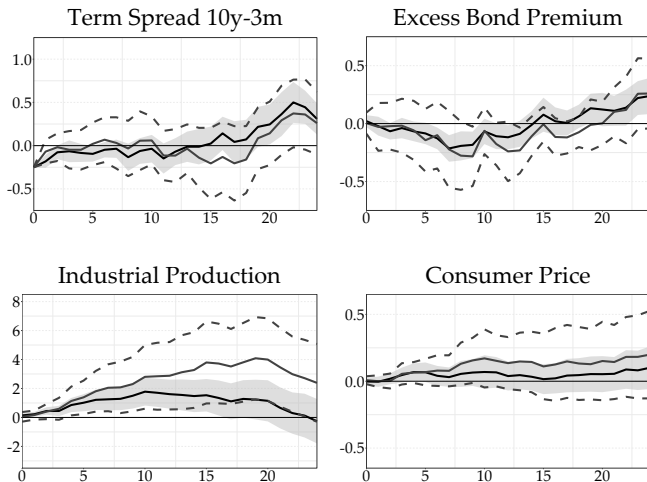 Term Spread 10y-3m
Excess Bond Premium
1.0
0.5
0.0
-0.5
0 5 10 15 20
0.5
0.0
-0.5
0 5 10 15 20
Industrial Production
Consumer Price
8
6
4
2
0
-2
0 5 10 15 20
0.5
0.0
-0.5
0 5 10 15 20